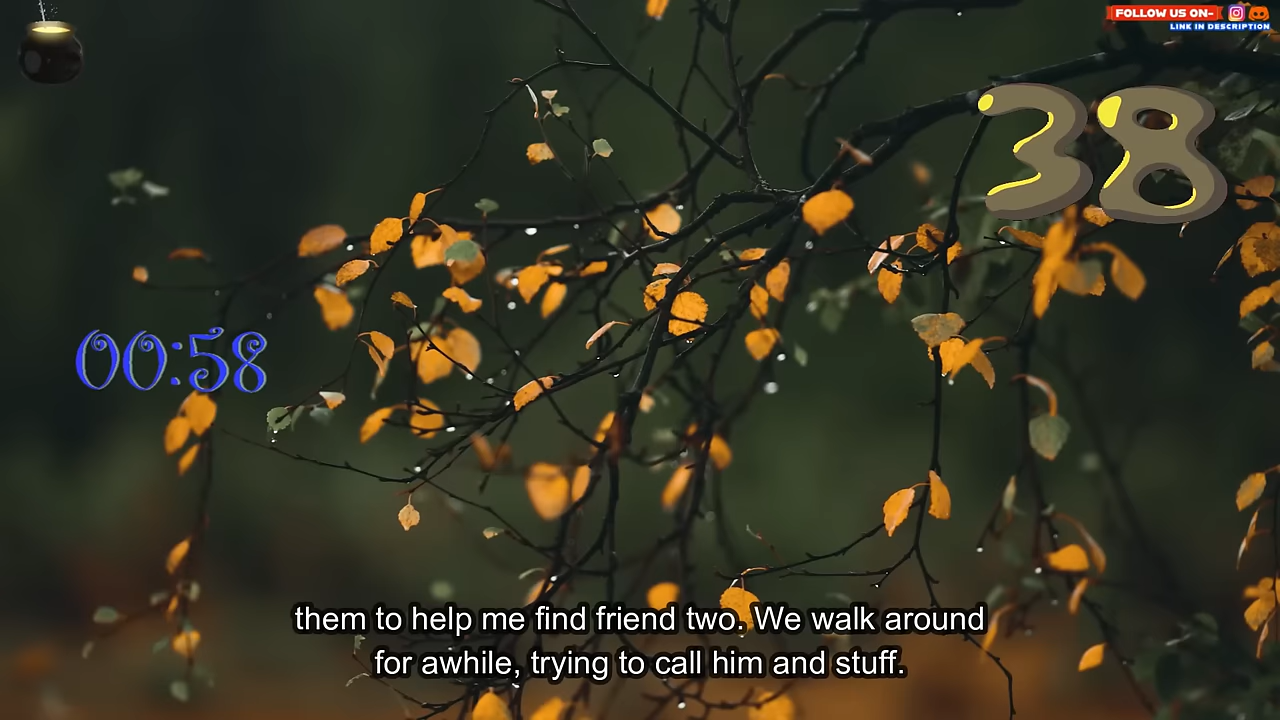 FOLLOW US ON-
LINK IN DESCRIPTION
38
00:58
them to help me find friend two. We walk around
for awhile, trying to call him and stuff.